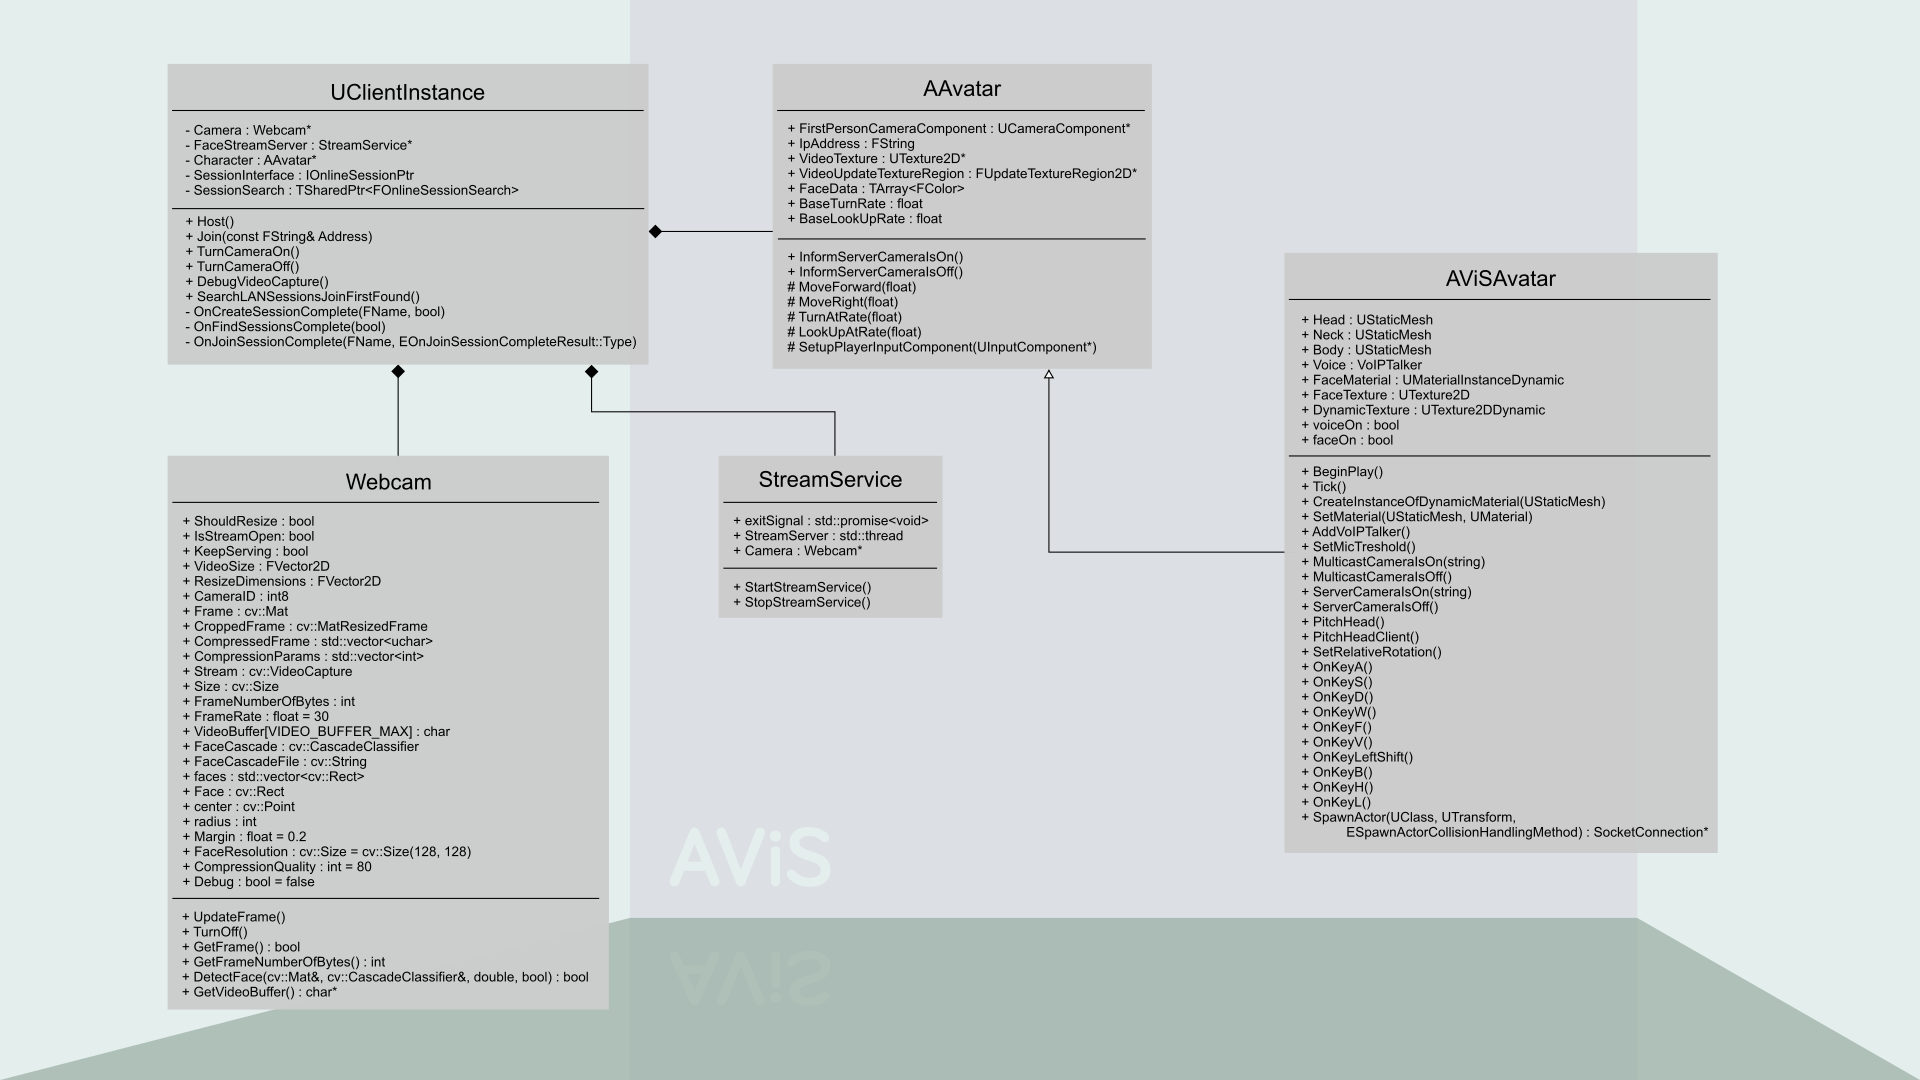 UClientInstance
- Camera : Webcam*
- FaceStreamServer : StreamService*
- Character : AAvatar*
- SessionInterface : IOnlineSessionPtr
- SessionSearch : TSharedPtr<FOnlineSessionSearch>
+ Host()
+ Join(const FString& Address)
+ TurnCameraOn()
+ TurnCameraOff()
+ DebugVideoCapture()
+ SearchLANSessionsJoinFirstFound()
- OnCreateSessionComplete(FName, bool)
- OnFindSessionsComplete(bool)
- OnJoinSessionComplete(FName, EOnJoinSessionCompleteResult::Type)
AAvatar
+ FirstPersonCameraComponent : UCameraComponent*
+ IpAddress : FString
+ VideoTexture : UTexture2D*
+ VideoUpdateTextureRegion : FUpdateTextureRegion2D*
+ FaceData : TArray<FColor>
+ BaseTurnRate : float
+ BaseLookUpRate : float
+ InformServerCameraIsOn()
+ InformServerCameraIsOff()
# MoveForward(float)
# MoveRight(float)
# TurnAtRate(float)
# LookUpAtRate(float)
# SetupPlayerInputComponent(UInputComponent*)
AViSAvatar
+ Head : UStaticMesh
+ Neck : UStaticMesh
+ Body : UStaticMesh
+ Voice : VoIPTalker
+ FaceMaterial : UMaterialInstanceDynamic
+ FaceTexture : UTexture2D
+ DynamicTexture : UTexture2DDynamic
+ voiceOn : bool
+ faceOn : bool
+ BeginPlay()
+ Tick()
+ CreateInstanceOfDynamicMaterial(UStaticMesh)
+ SetMaterial(UStaticMesh, UMaterial)
+ AddVoIPTalker()
+ SetMicTreshold()
+ MulticastCameraIsOn(string)
+ MulticastCameraIsOff()
+ ServerCameraIsOn(string)
+ ServerCameraIsOff()
+ PitchHead()
+ PitchHeadClient()
+ SetRelativeRotation()
+ OnKeyA()
+ OnKeyS()
+ OnKeyD()
+ OnKeyW()
+ OnKeyF()
+ OnKeyV()
+ OnKeyLeftShift()
+ OnKeyB()
+ OnKeyH()
+ OnKeyL()
+ SpawnActor(UClass, UTransform,
ESpawnActorCollisionHandlingMethod) : SocketConnection*
Webcam
+ ShouldResize : bool
+ IsStreamOpen: bool
+ KeepServing : bool
+ VideoSize : FVector2D
+ ResizeDimensions : FVector2D
+ CameraID : int8
+ Frame : cv::Mat
+ CroppedFrame : cv::MatResizedFrame
+ CompressedFrame : std::vector<uchar>
+ CompressionParams : std::vector<int>
+ Stream : cv::VideoCapture
+ Size : cv::Size
+ FrameNumberOfBytes : int
+ FrameRate : float = 30
+ VideoBuffer[VIDEO_BUFFER_MAX] : char
+ FaceCascade : cv::CascadeClassifier
+ FaceCascadeFile : cv::String
+ faces : std::vector<cv::Rect>
+ Face : cv::Rect
+ center : cv::Point
+ radius : int
+ Margin : float = 0.2
+ FaceResolution : cv::Size = cv::Size(128, 128)
+ CompressionQuality : int = 80
+ Debug : bool = false
+ UpdateFrame()
+ TurnOff()
+ GetFrame() : bool
+ GetFrameNumberOfBytes() : int
+ DetectFace(cv::Mat&, cv::CascadeClassifier&, double, bool) : bool
+ GetVideoBuffer() : char*
StreamService
+ exitSignal : std::promise<void>
+ StreamServer : std::thread
+ Camera : Webcam*
+ StartStreamService()
+ StopStreamService()
AViS
AViS